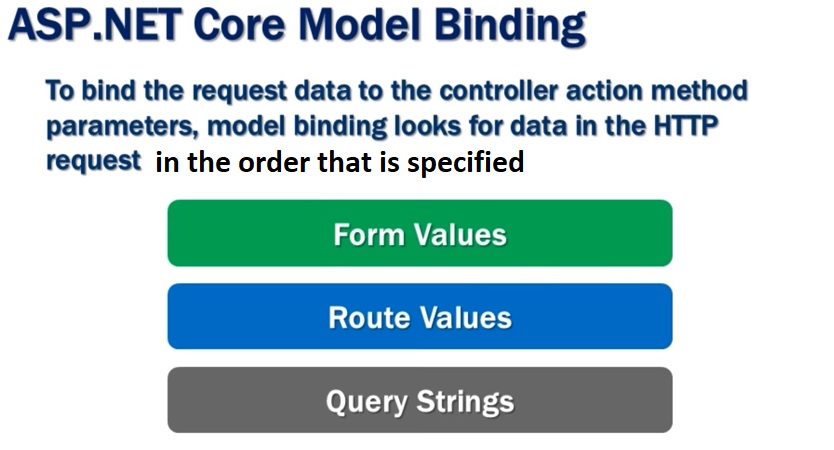 ASP.NET Core Model Binding
To bind the request data to the controller action method
parameters, model binding looks for data in the HTTP
request in the order that is specified
Form Values
Route Values
Query Strings